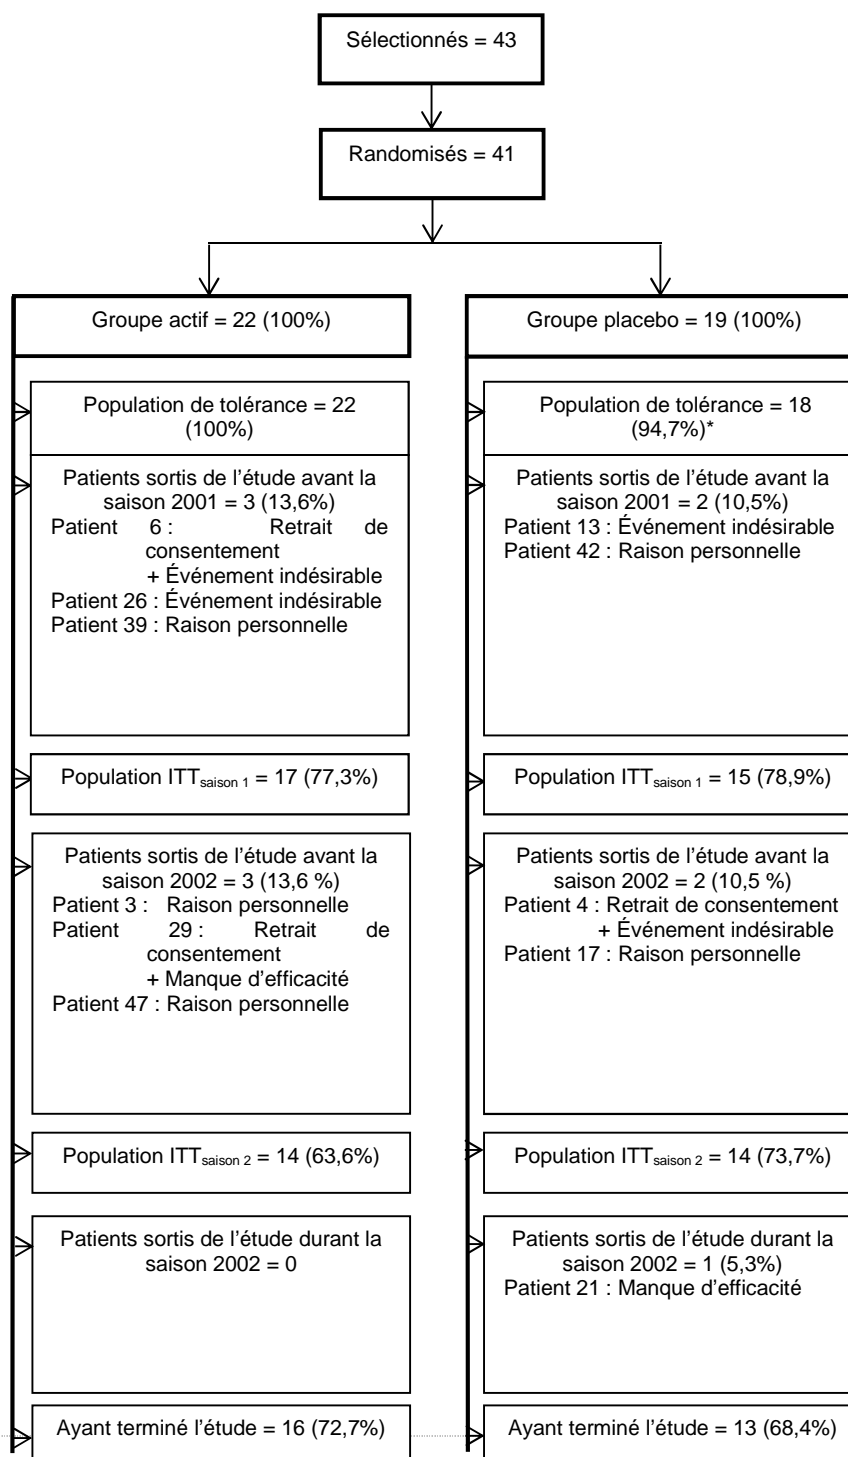 Sélectionnés = 43
Randomisés = 41
Groupe actif = 22 (100%)
Population de tolérance = 22
(100%)
Patients sortis de l'étude avant la
saison 2001 = 3 (13,6%)
Patient 6 : Retrait de
consentement
+ Événement indésirable
Patient 26 : Événement indésirable
Patient 39 : Raison personnelle
Population ITTsaison 1 = 17 (77,3%)
Patients sortis de l'étude avant la
saison 2002 = 3 (13,6 %)
Patient 3 : Raison personnelle
Patient 29 : Retrait de
consentement
+ Manque d'efficacité
Patient 47 : Raison personnelle
Population ITTsaison 2 = 14 (63,6%)
Patients sortis de l'étude durant la
saison 2002 = 0
Ayant terminé l'étude = 16 (72,7%)
Groupe placebo = 19 (100%)
Population de tolérance = 18
(94,7%)*
Patients sortis de l'étude avant la
saison 2001 = 2 (10,5%)
Patient 13 : Événement indésirable
Patient 42 : Raison personnelle
Population ITTsaison 1 = 15 (78,9%)
Patients sortis de l'étude avant la
saison 2002 = 2 (10,5 %)
Patient 4 : Retrait de consentement
+ Événement indésirable
Patient 17 : Raison personnelle
Population ITTsaison 2 = 14 (73,7%)
Patients sortis de l'étude durant la
saison 2002 = 1 (5,3%)
Patient 21 : Manque d'efficacité
Ayant terminé l'étude = 13 (68,4%)